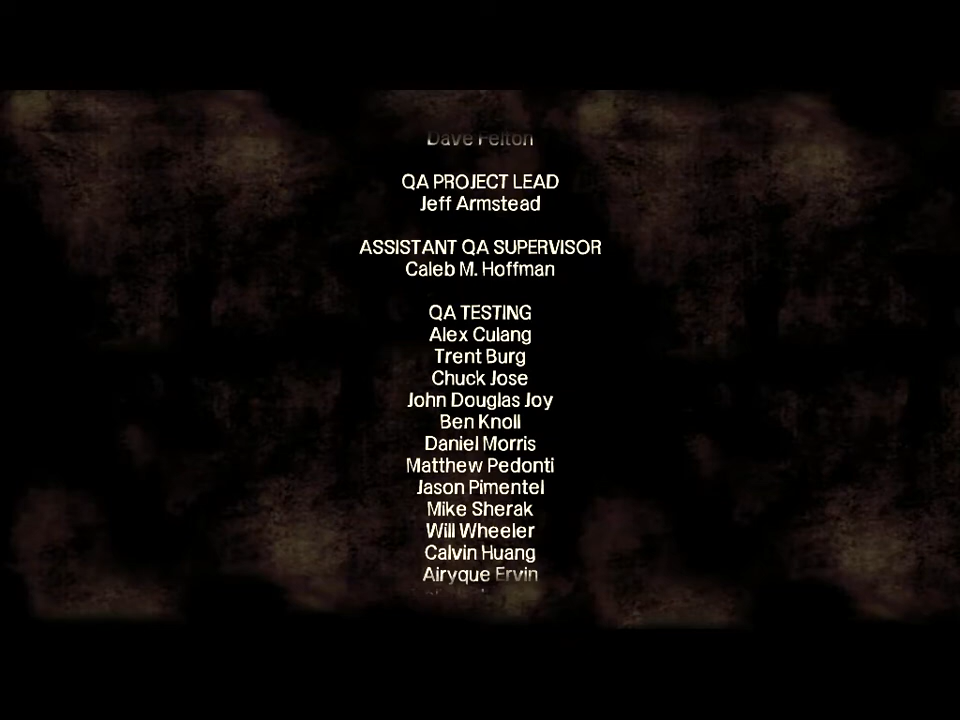 Dave Felton
QA PROJECT LEAD
Jeff Armstead
ASSISTANT QA SUPERVISOR
Caleb M. Hoffman
QA TESTING
Alex Culang
Trent Burg
Chuck Jose
John Douglas Joy
Ben Knoll
Daniel Morris
Matthew Pedonti
Jason Pimentel
Mike Sherak
Will Wheeler
Calvin Huang
Airyque Ervin